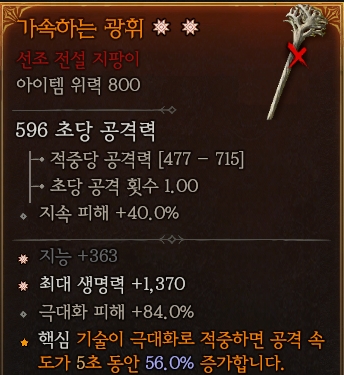 가속하는 광휘
선조 전설 지팡이
아이템 위력 800
596 초당 공격력
적중당 공격력 [477 - 715]
초당 공격 횟수 1.00
지속 피해 +40.0%
지능 +363
최대 생명력 +1,370
극대화 피해 +84.0%
핵심 기술이 극대화로 적중하면 공격 속
도가 5초 동안 56.0% 증가합니다.